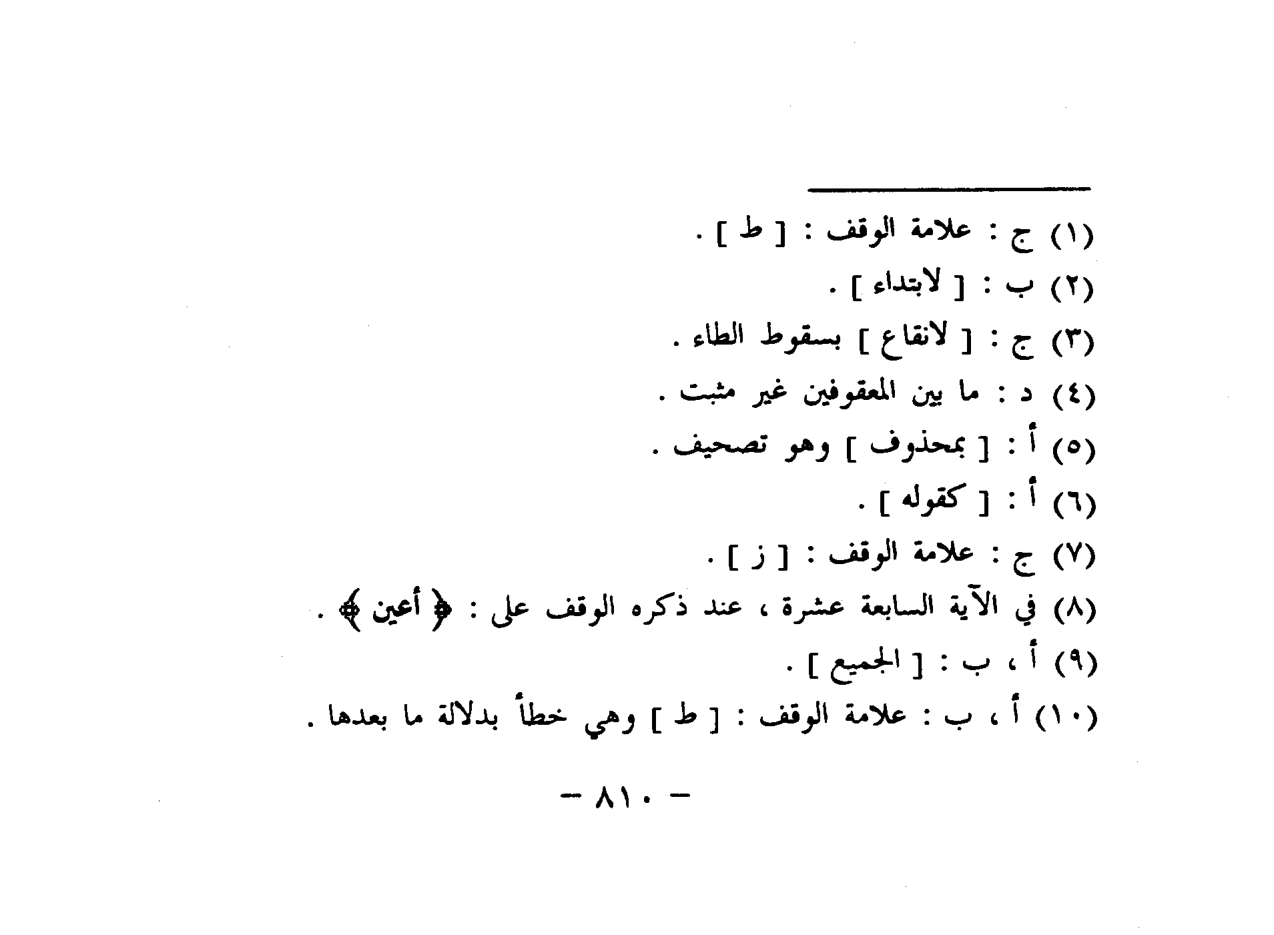 (١) ج : علامة الوقف : [ ط ] .
(٢) ب : [ لابتداء ] .
(٣) ج : [ لانقاع ] بسقوط الطاء .
(٤) د : ما بين المعقوفين غير مثبت .
(٥) أ : [ بمحذوف ] وهو تصحيف .
(٦) أ : [ كقوله ] .
(٧) ج : علامة الوقف : [ ز ] .
(٨) في الآية السابعة عشرة ، عند ذكره الوقف على : ﴿ أعين ﴾ .
(٩) أ ، ب : [ الجميع ] .
(١٠) أ ، ب : علامة الوقف : [ ط ] وهي خطأ بدلالة ما بعدها .
– ٨١٠ –